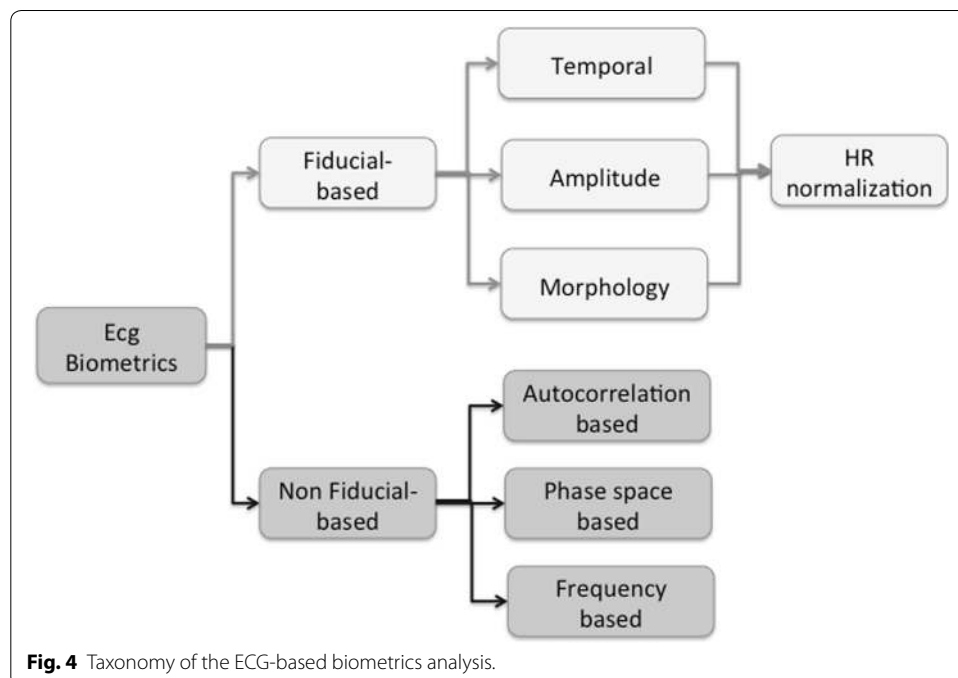 Temporal
Fiducial-
based
Amplitude
HR
normalization
Morphology
Ecg
Biometrics
Autocorrelation
based
Non Fiducial-
based
Phase space
based
Frequency
based
Fig. 4 Taxonomy of the ECG-based biometrics analysis.